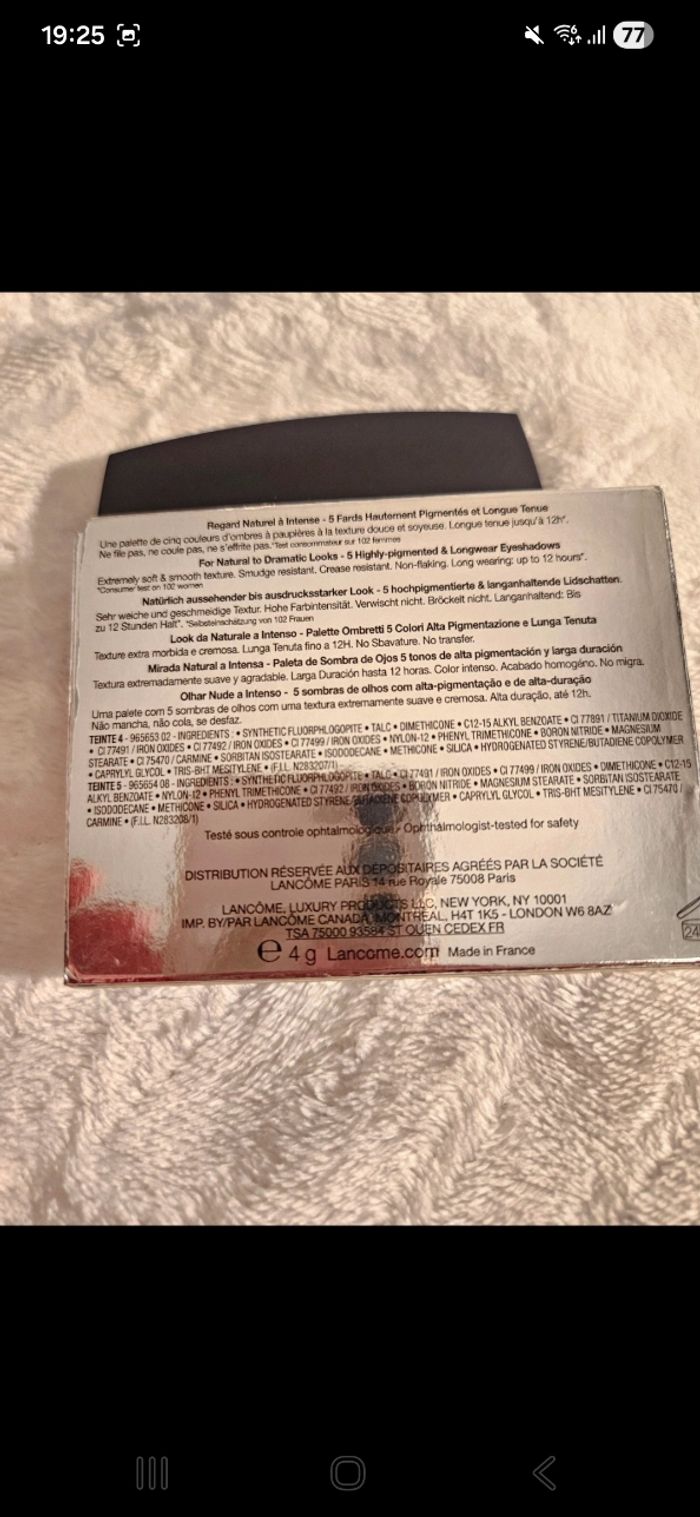 19:25
77
Regard Naturel à Intense - 5 Fards Hautement Pigmentés et Longue Tenue
Une palette de cinq couleurs d'ombres à paupières à la texture douce et soyeuse. Longue tenue jusqu'à 12h*.
Ne file pas, ne coule pas, ne s'effrite pas. *Test consommateur sur 102 femmes
For Natural to Dramatic Looks - 5 Highly-pigmented & Longwear Eyeshadows
Extremely soft & smooth texture. Smudge resistant. Crease resistant. Non-flaking. Long wearing: up to 12 hours*.
*Consumer test on 102 women
Natürlich aussehender bis ausdrucksstarker Look - 5 hochpigmentierte & langanhaltende Lidschatten.
Sehr weiche und geschmeidige Textur. Hohe Farbintensität. Verwischt nicht. Bröckelt nicht. Langanhaltend: Bis
zu 12 Stunden Halt*. *Selbsteinschätzung von 102 Frauen
Look da Naturale a Intenso - Palette Ombretti 5 Colori Alta Pigmentazione e Lunga Tenuta
Texture extra morbida e cremosa. Lunga Tenuta fino a 12H. No Sbavature. No transfer.
Mirada Natural a Intensa - Paleta de Sombra de Ojos 5 tonos de alta pigmentación y larga duración
Textura extremadamente suave y agradable. Larga Duración hasta 12 horas. Color intenso. Acabado homogéno. No migra.
Olhar Nude a Intenso - 5 sombras de olhos com alta-pigmentação e de alta-duração
Uma palete com 5 sombras de olhos com uma textura extremamente suave e cremosa. Alta duração, até 12h.
Não mancha, não cola, se desfaz.
TEINTE 4 - 965653 02 - INGREDIENTS : • SYNTHETIC FLUORPHLOGOPITE • TALC • DIMETHICONE • C12-15 ALKYL BENZOATE • CI 77891 / TITANIUM DIOXIDE
• CI 77491 / IRON OXIDES • CI 77492 / IRON OXIDES • CI 77499 / IRON OXIDES • NYLON-12 • PHENYL TRIMETHICONE • BORON NITRIDE • MAGNESIUM
STEARATE • CI 75470 / CARMINE • SORBITAN ISOSTEARATE • ISODODECANE • METHICONE • SILICA • HYDROGENATED STYRENE/BUTADIENE COPOLYMER
• CAPRYLYL GLYCOL • TRIS-BHT MESITYLENE • (F.I.L. N283207/1)
TEINTE 5 - 965654 08 - INGREDIENTS : • SYNTHETIC FLUORPHLOGOPITE • TALC • CI 77491 / IRON OXIDES • CI 77499 / IRON OXIDES • DIMETHICONE • C12-15
ALKYL BENZOATE • NYLON-12 • PHENYL TRIMETHICONE • CI 77492 / IRON OXIDES • BORON NITRIDE • MAGNESIUM STEARATE • SORBITAN ISOSTEARATE
• ISODODECANE • METHICONE • SILICA • HYDROGENATED STYRENE/BUTADIENE COPOLYMER • CAPRYLYL GLYCOL • TRIS-BHT MESITYLENE • CI 75470 /
CARMINE • (F.I.L. N283208/1)
Testé sous controle ophtalmologique - Ophthalmologist-tested for safety
DISTRIBUTION RÉSERVÉE AUX DÉPOSITAIRES AGRÉÉS PAR LA SOCIÉTÉ
LANCÔME PARIS 14 rue Royale 75008 Paris
LANCÔME, LUXURY PRODUCTS LLC, NEW YORK, NY 10001
IMP. BY/PAR LANCÔME CANADA, MONTRÉAL, H4T 1K5 - LONDON W6 8AZ
TSA 75000 93584 ST OUEN CEDEX FR
24
e 4 g Lancome.com Made in France